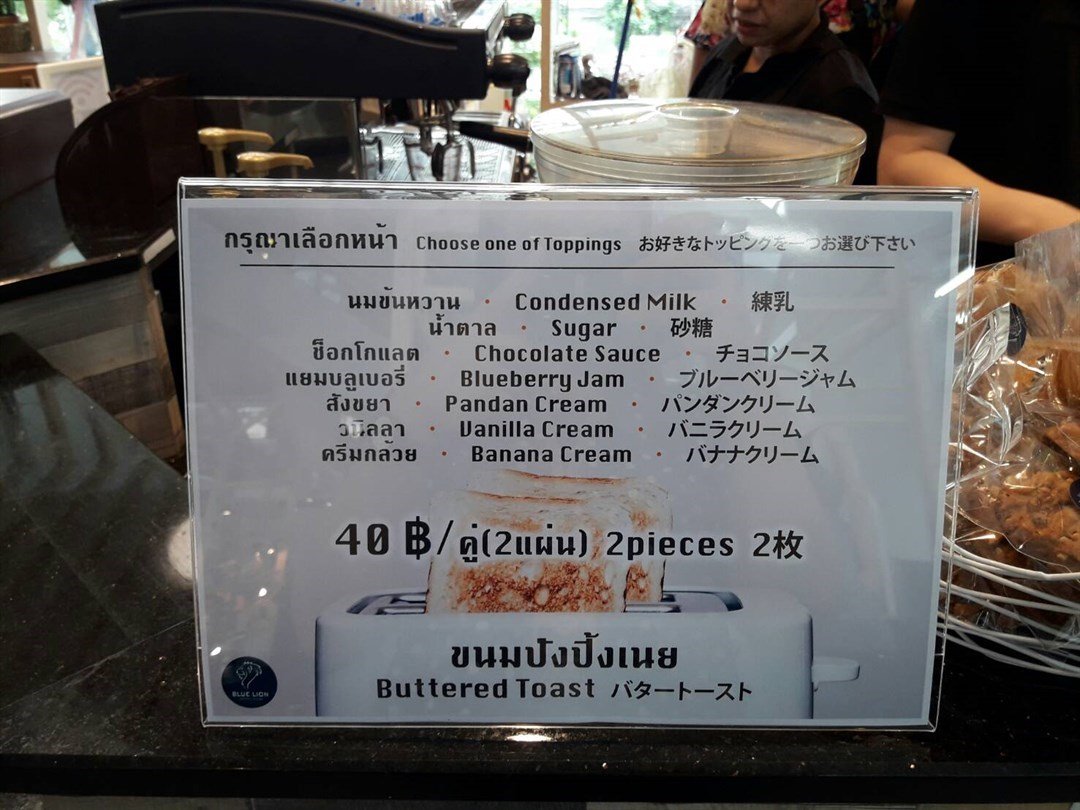 กรุณาเลือกหน้า Choose one of Toppings お好きなトッピングを一つお選び下さい
นมข้นหวาน · Condensed Milk · 練乳
น้ำตาล · Sugar · 砂糖
ช็อกโกแลต · Chocolate Sauce · チョコソース
แยมบลูเบอรี่ · Blueberry Jam · ブルーベリージャム
สังขยา · Pandan Cream · パンダンクリーム
วนิลลา · Vanilla Cream · バニラクリーム
ครีมกล้วย · Banana Cream · バナナクリーム
40 ฿/คู่(2แผ่น) 2pieces 2枚
ขนมปังปิ้งเนย
Buttered Toast バタートースト
BLUE LION